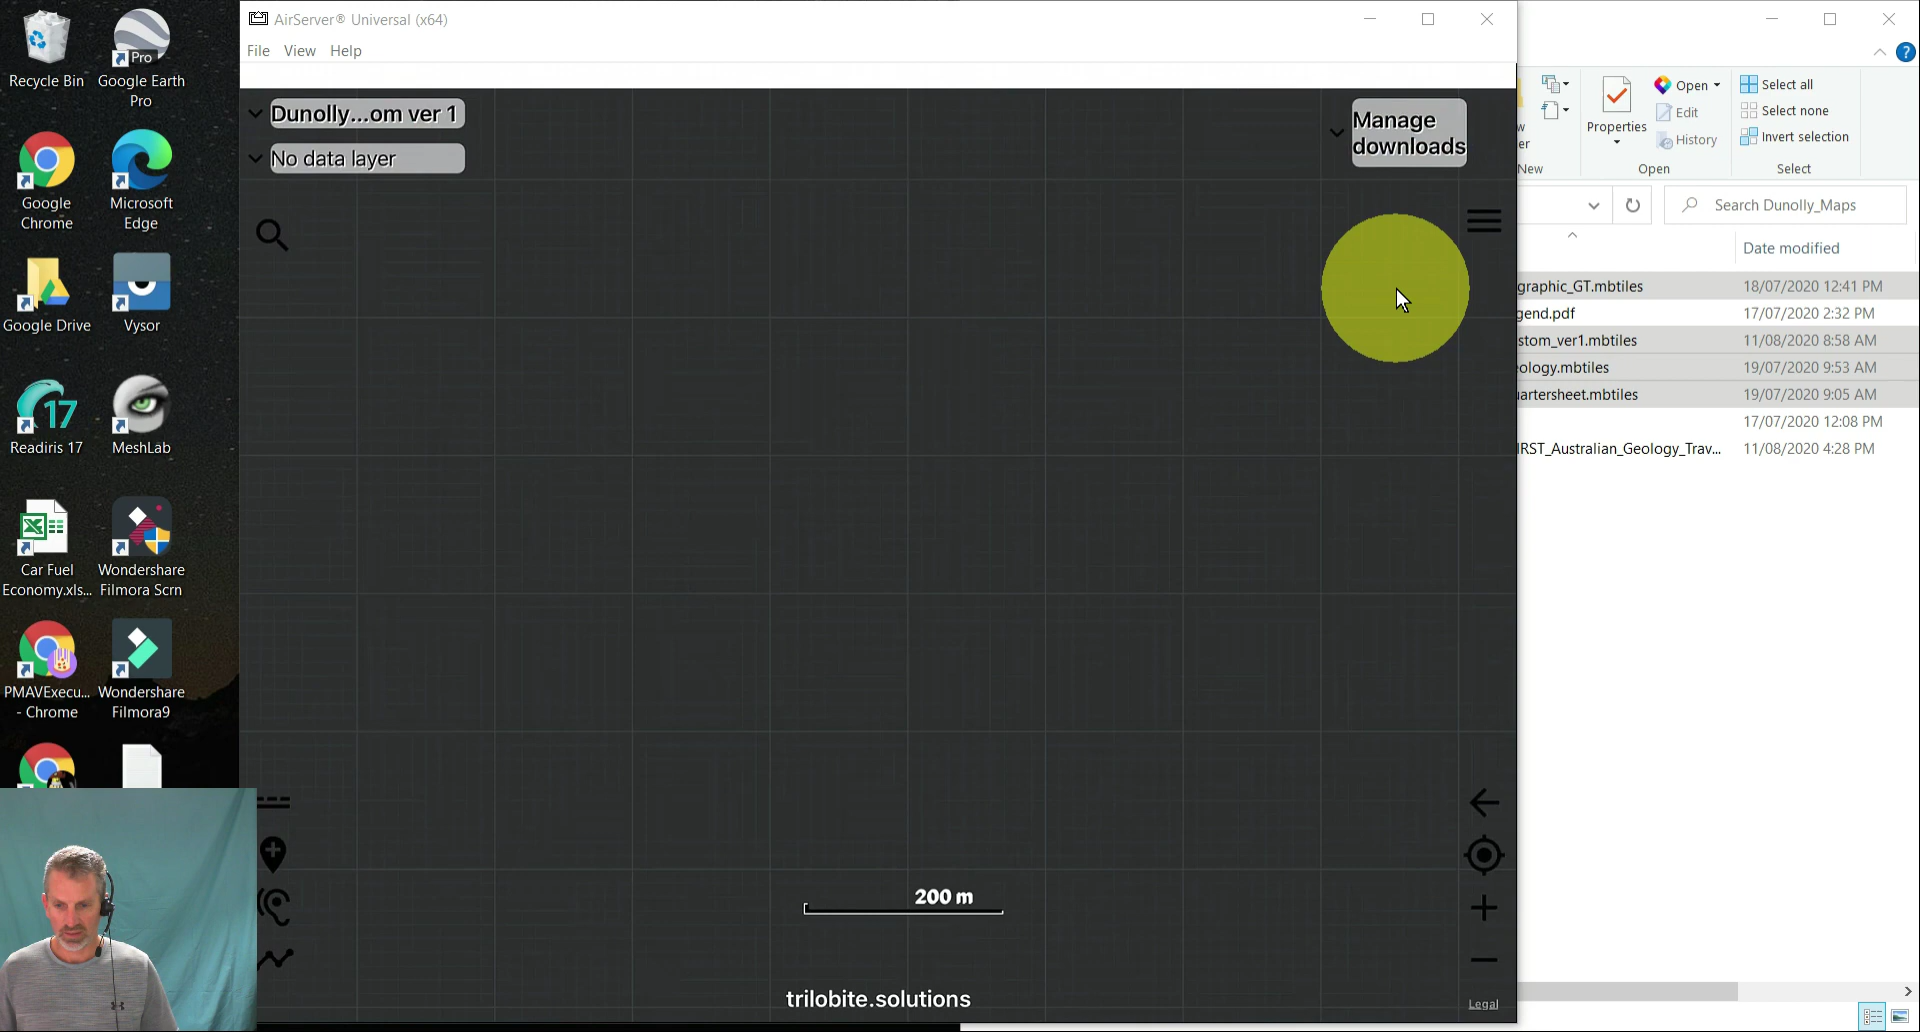 Recycle Bin
Google Earth
Pro
Pro
Google
Chrome
Microsoft
Edge
Google Drive
Vysor
17
Readiris 17
MeshLab
Car Fuel
Economy.xls...
Wondershare
Filmora Scrn
PMAVExecu...
- Chrome
Wondershare
Filmora9
AirServer® Universal (x64)
File View Help
Dunolly...om ver 1
No data layer
Manage
downloads
200 m
trilobite.solutions
Legal
Properties
Open
Edit
History
Select all
Select none
Invert selection
New
Open
Select
Search Dunolly_Maps
Date modified
graphic_GT.mbtiles 18/07/2020 12:41 PM
gend.pdf 17/07/2020 2:32 PM
stom_ver1.mbtiles 11/08/2020 8:58 AM
ology.mbtiles 19/07/2020 9:53 AM
artersheet.mbtiles 19/07/2020 9:05 AM
17/07/2020 12:08 PM
IRST_Australian_Geology_Trav... 11/08/2020 4:28 PM